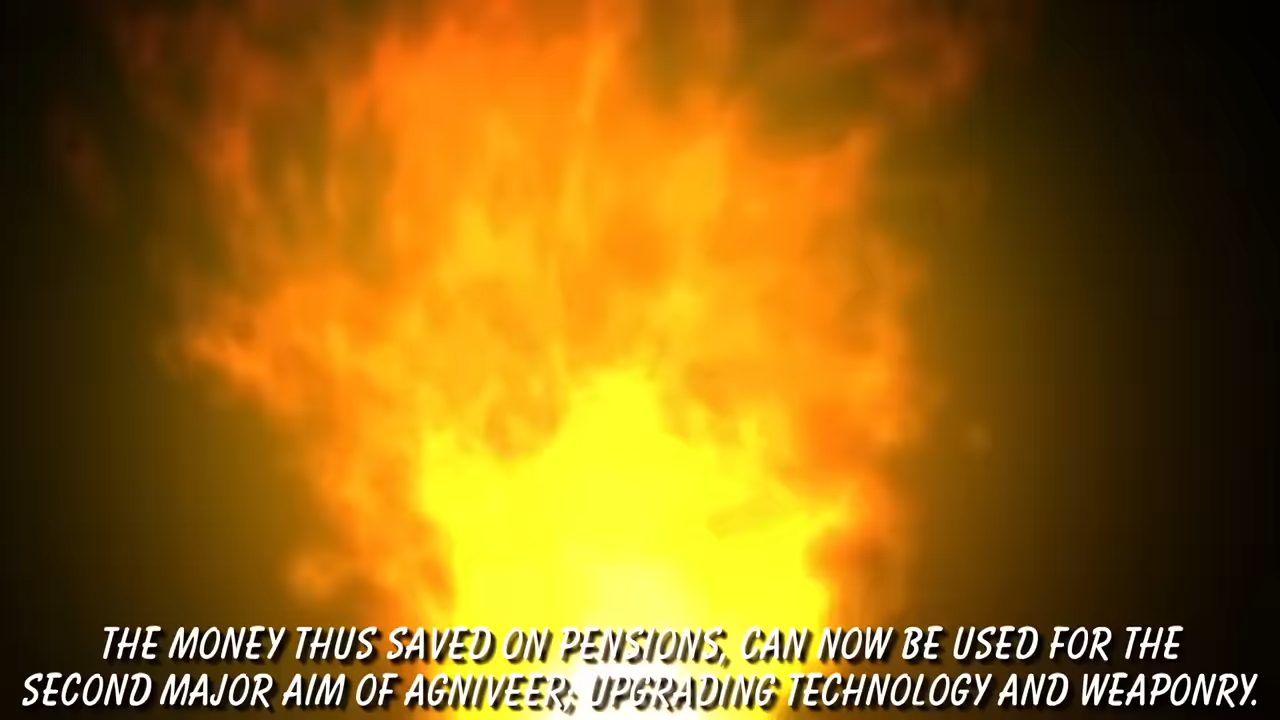 THE MONEY THUS SAVED ON PENSIONS, CAN NOW BE USED FOR THE
SECOND MAJOR AIM OF AGNIVEER; UPGRADING TECHNOLOGY AND WEAPONRY.